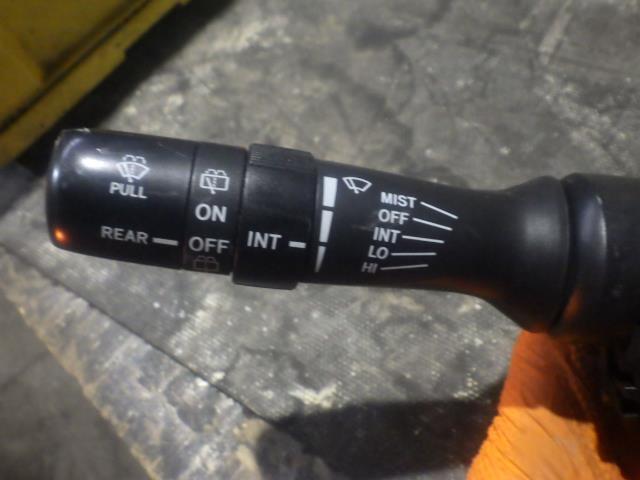 PULL
REAR
ON
OFF
INT
MIST
OFF
INT
LO
HI